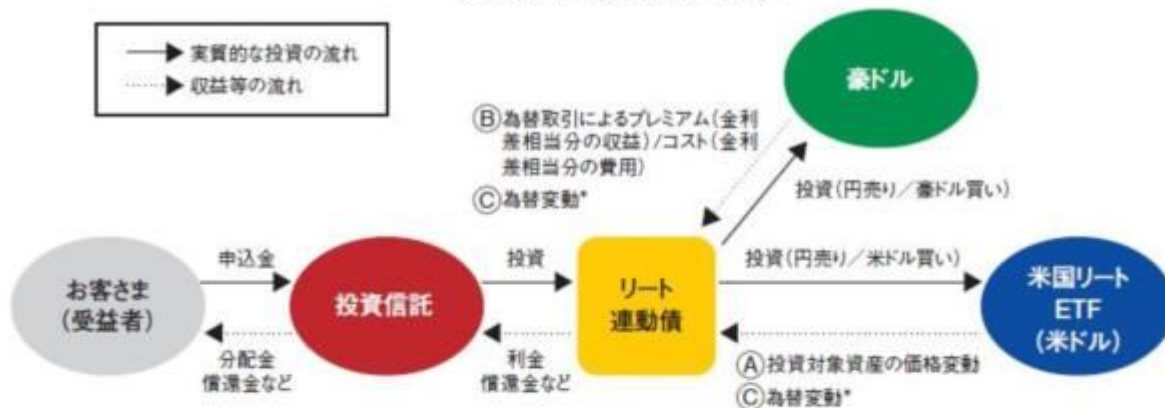 実質的な投資の流れ
収益等の流れ
豪ドル
Ⓑ為替取引によるプレミアム(金利
差相当分の収益)/コスト(金利
差相当分の費用)
Ⓒ為替変動*
投資(円売り/豪ドル買い)
お客さま
(受益者)
申込金
分配金
償還金など
投資信託
投資
利金
償還金など
リート
連動債
投資(円売り/米ドル買い)
Ⓐ投資対象資産の価格変動
Ⓒ為替変動*
米国リート
ETF
(米ドル)